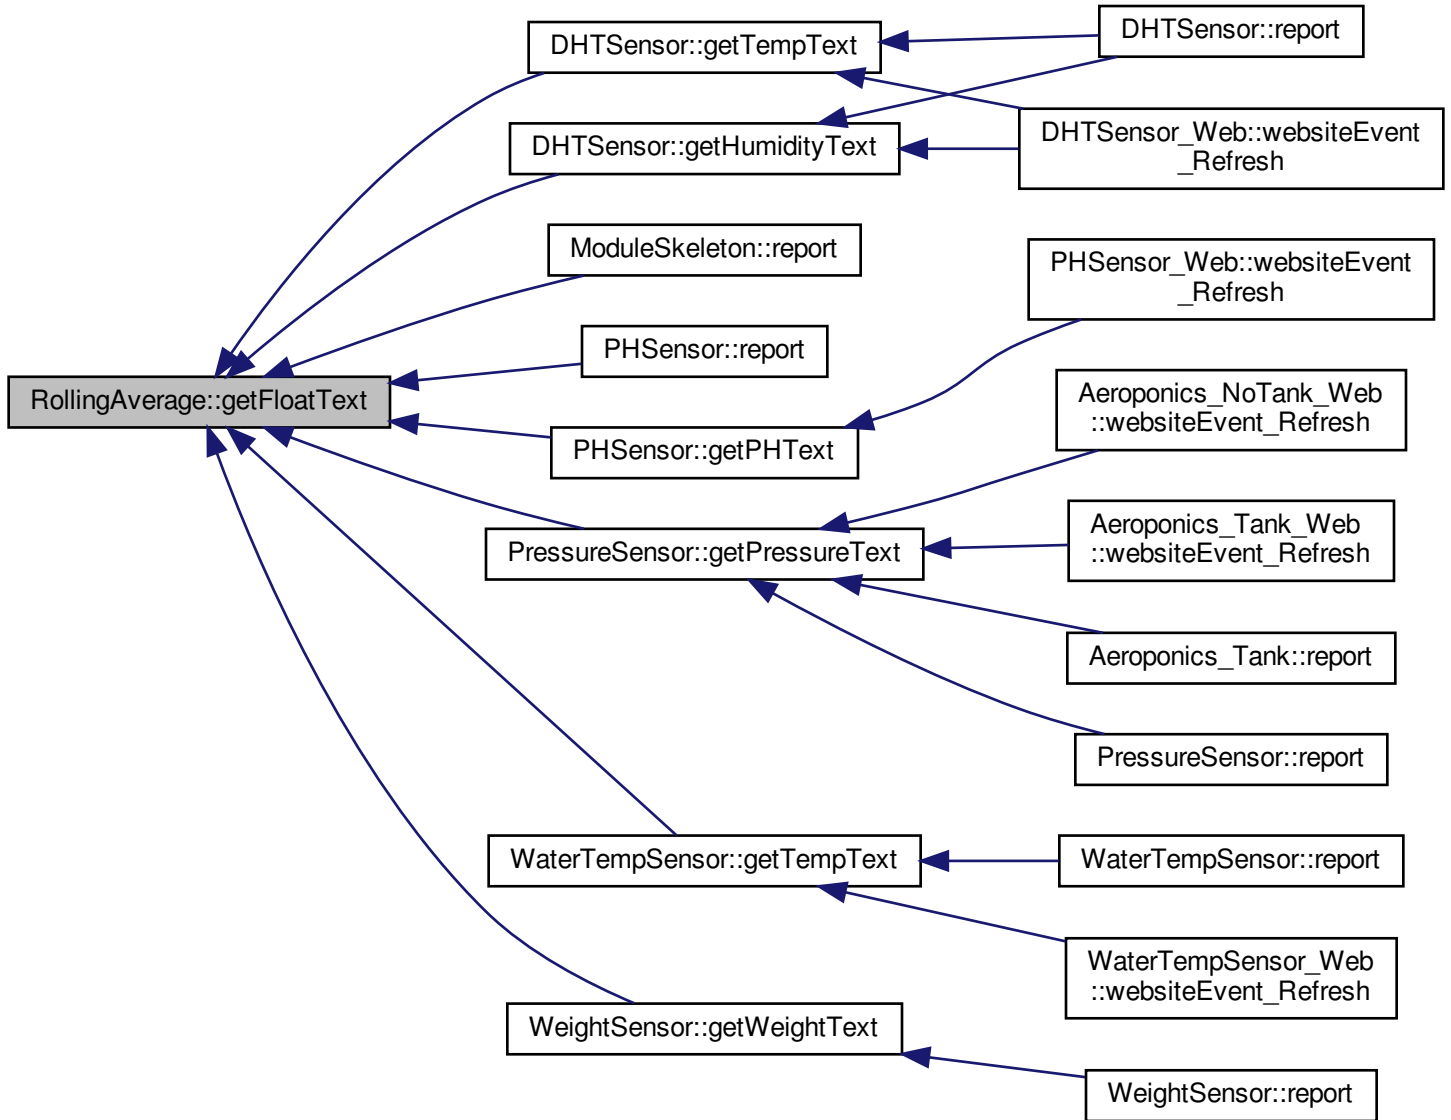 DHTSensor::getTempText
DHTSensor::report
DHTSensor::getHumidityText
DHTSensor_Web::websiteEvent
_Refresh
ModuleSkeleton::report
PHSensor_Web::websiteEvent
_Refresh
PHSensor::report
RollingAverage::getFloatText
Aeroponics_NoTank_Web
::websiteEvent_Refresh
PHSensor::getPHText
PressureSensor::getPressureText
Aeroponics_Tank_Web
::websiteEvent_Refresh
Aeroponics_Tank::report
PressureSensor::report
WaterTempSensor::getTempText
WaterTempSensor::report
WaterTempSensor_Web
::websiteEvent_Refresh
WeightSensor::getWeightText
WeightSensor::report